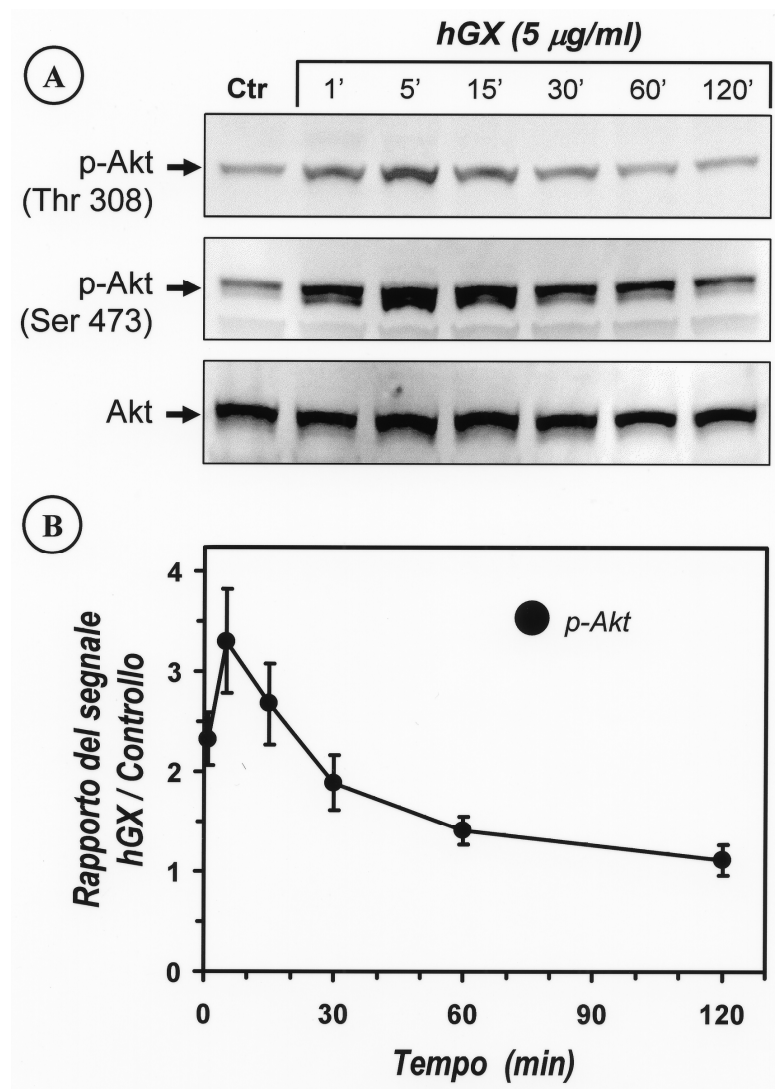 A
hGX (5 µg/ml)
Ctr 1’ 5’ 15’ 30’ 60’ 120’
p-Akt
(Thr 308)
p-Akt
(Ser 473)
Akt
B
Rapporto del segnale
hGX / Controllo
4
3
2
1
0
p-Akt
0 30 60 90 120
Tempo (min)